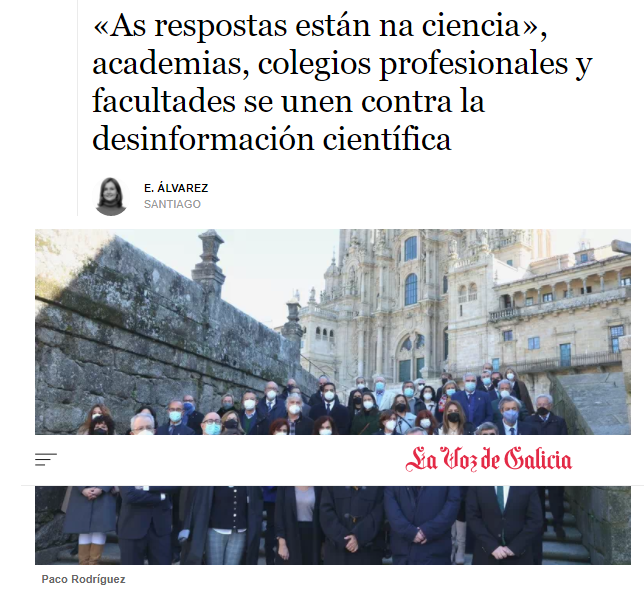 «As respostas están na ciencia»,
academias, colegios profesionales y
facultades se unen contra la
desinformación científica
E. ÁLVAREZ
SANTIAGO
La Voz de Galicia
Paco Rodríguez